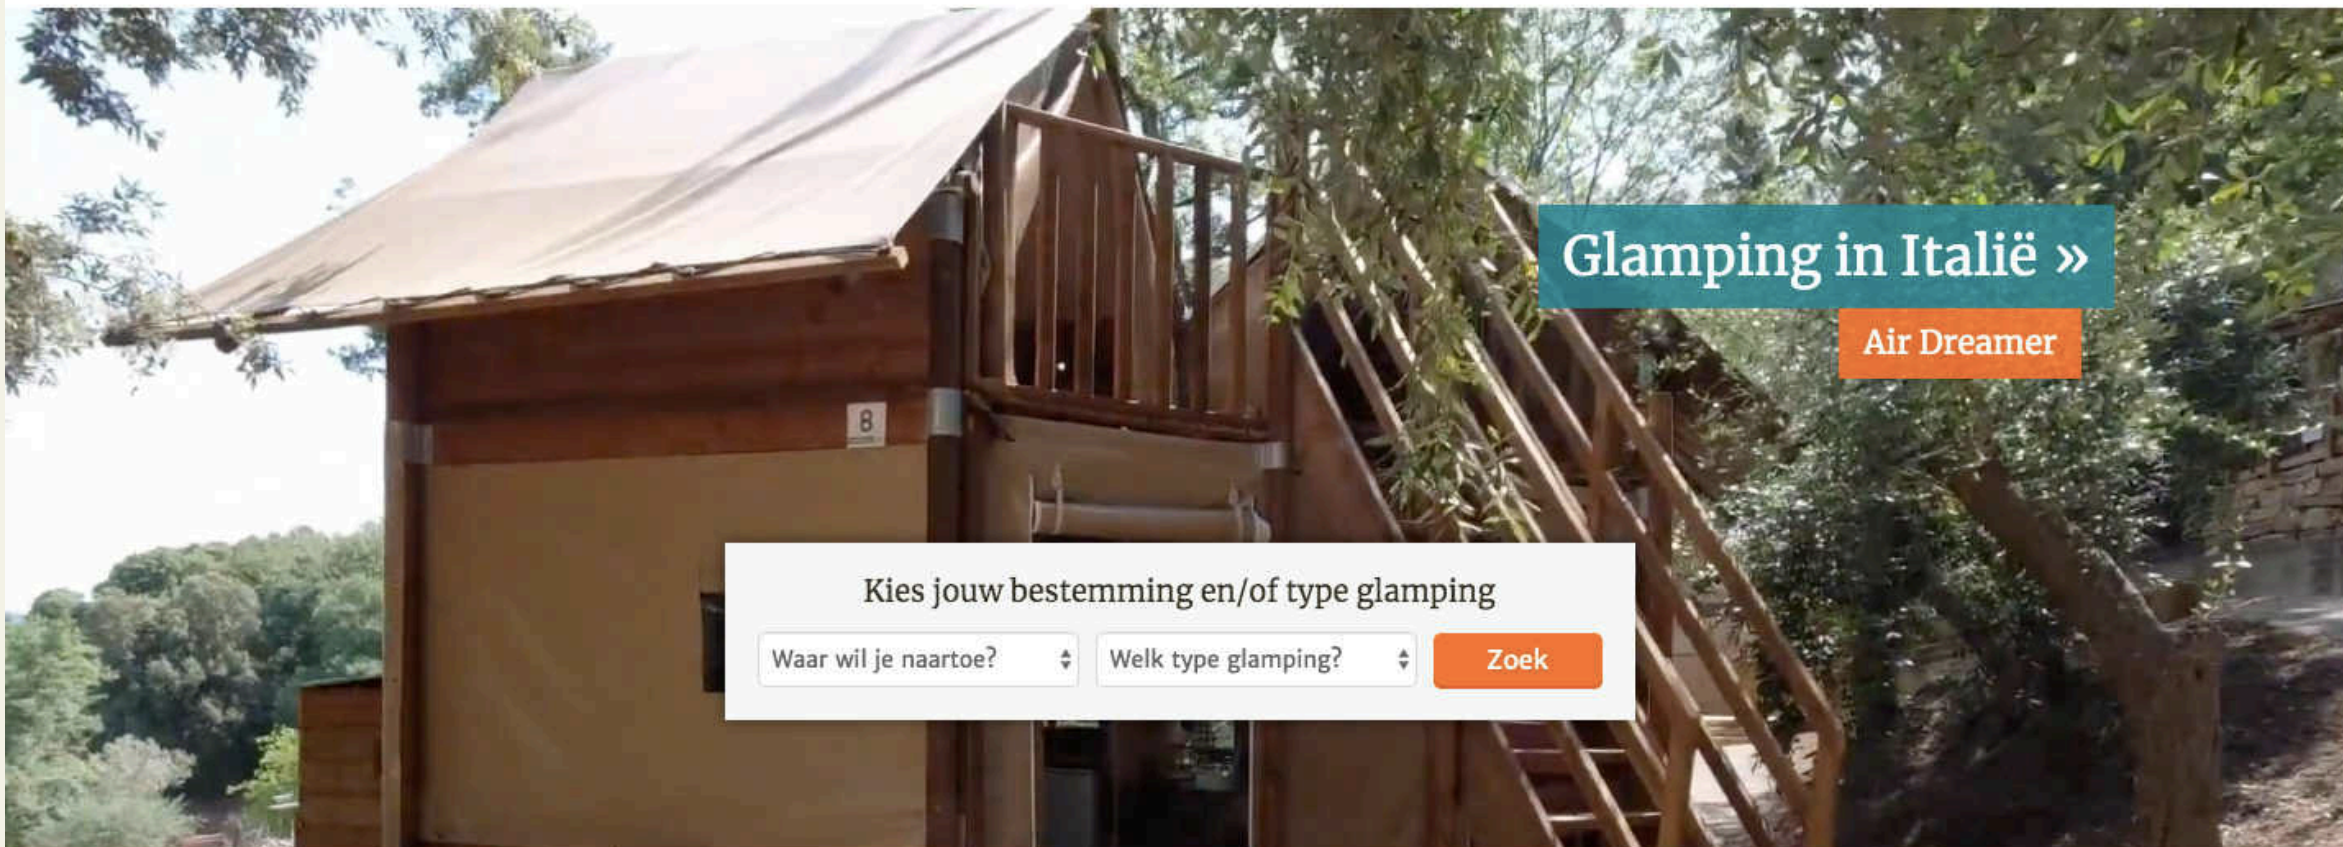 Glamping in Italië »
Air Dreamer
8
Kies jouw bestemming en/of type glamping
Waar wil je naartoe?
Welk type glamping?
Zoek